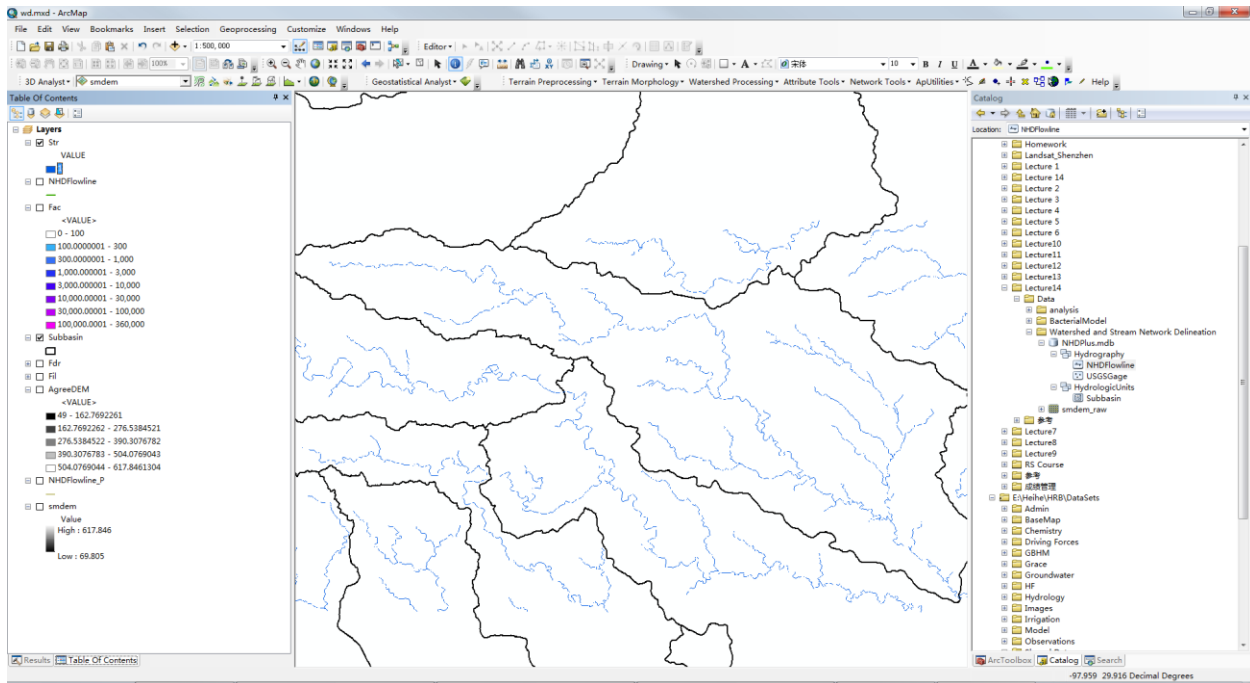 wd.mxd - ArcMap
File Edit View Bookmarks Insert Selection Geoprocessing Customize Windows Help
1:500,000
Editor
100%
Drawing
宋体
10
B I U A
3D Analyst
smdem
Geostatistical Analyst
Terrain Preprocessing Terrain Morphology Watershed Processing Attribute Tools Network Tools ApUtilities
Help
Table Of Contents
Layers
Str
VALUE
NHDFlowline
Fac
<VALUE>
0 - 100
100.0000001 - 300
300.0000001 - 1,000
1,000.000001 - 3,000
3,000.000001 - 10,000
10,000.00001 - 30,000
30,000.00001 - 100,000
100,000.0001 - 360,000
Subbasin
Fdr
Fil
AgreeDEM
<VALUE>
49 - 162.7692261
162.7692262 - 276.5384521
276.5384522 - 390.3076782
390.3076783 - 504.0769043
504.0769044 - 617.8461304
NHDFlowline_P
smdem
Value
High : 617.846
Low : 69.805
Results
Table Of Contents
Catalog
Location: NHDFlowline
Homework
Landsat_Shenzhen
Lecture 1
Lecture 14
Lecture 2
Lecture 3
Lecture 4
Lecture 5
Lecture 6
Lecture10
Lecture11
Lecture12
Lecture13
Lecture14
Data
analysis
BacterialModel
Watershed and Stream Network Delineation
NHDPlus.mdb
Hydrography
NHDFlowline
USGSGage
HydrologicUnits
Subbasin
smdem_raw
参考
Lecture7
Lecture8
Lecture9
RS Course
参考
成绩管理
E:\Heihe\HRB\DataSets
Admin
BaseMap
Chemistry
Driving Forces
GBHM
Grace
Groundwater
HF
Hydrology
Images
Irrigation
Model
Observations
ArcToolbox
Catalog
Search
-97.959 29.916 Decimal Degrees